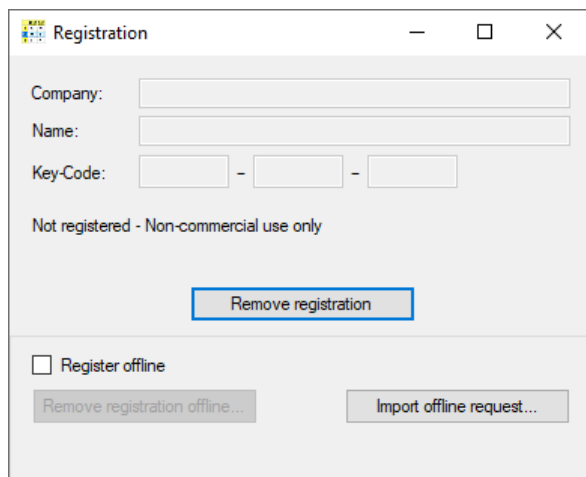 Registration
Company:
Name:
Key-Code:
–
–
Not registered - Non-commercial use only
Remove registration
Register offline
Remove registration offline...
Import offline request...